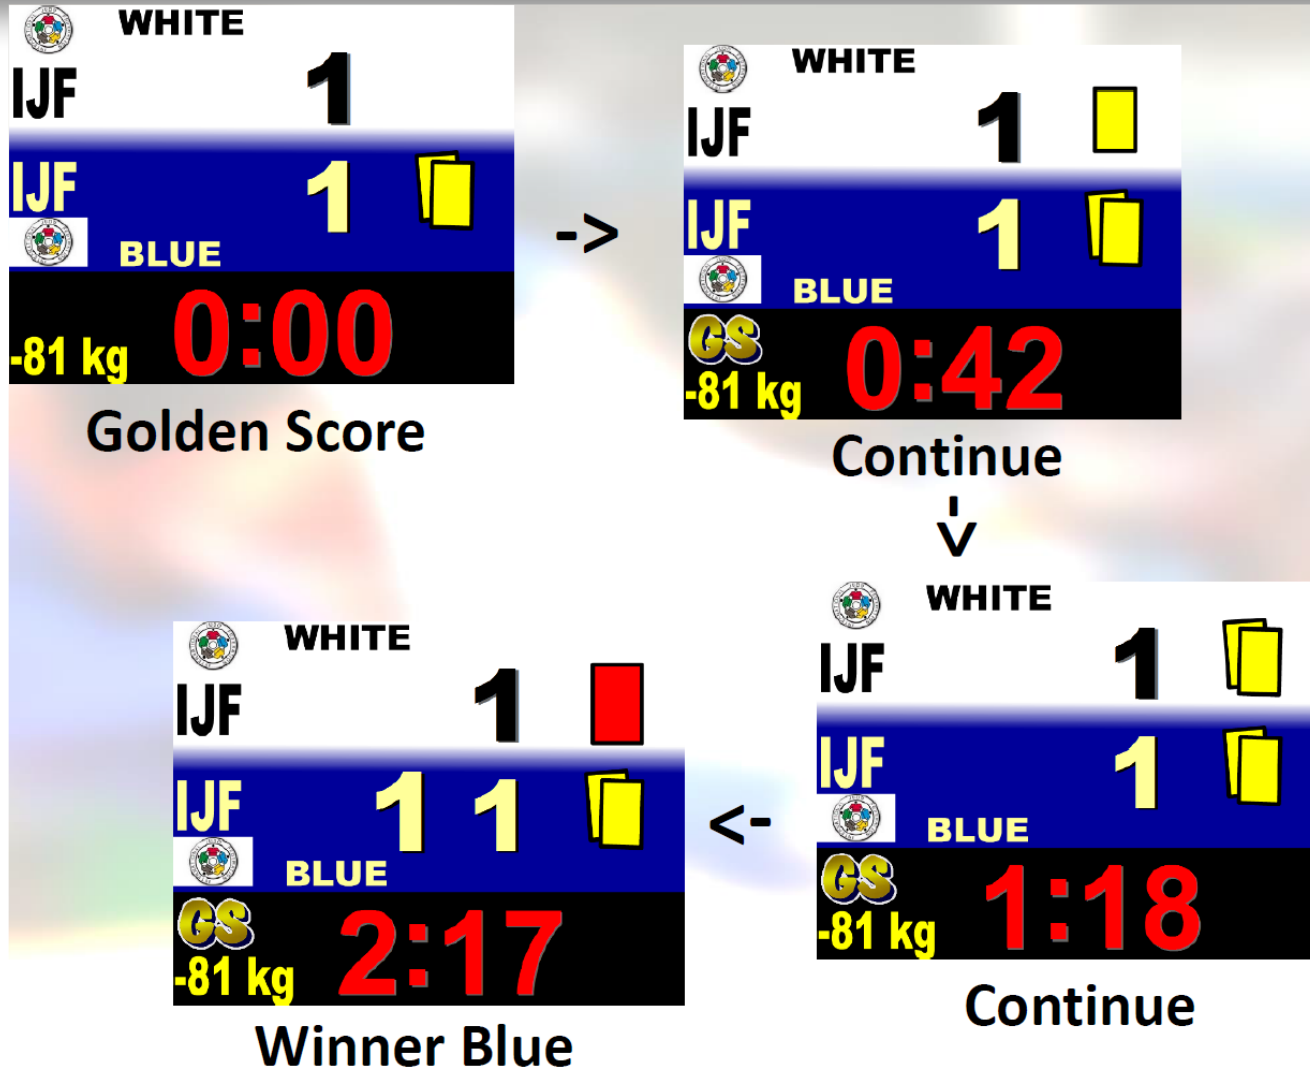 WHITE
IJF 1
IJF 1
BLUE
-81 kg 0:00
Golden Score
->
WHITE
IJF 1
IJF 1
BLUE
GS
-81 kg 0:42
Continue
->
WHITE
IJF 1
IJF 1
BLUE
GS
-81 kg 1:18
Continue
<-
WHITE
IJF 1
IJF 1 1
BLUE
GS
-81 kg 2:17
Winner Blue